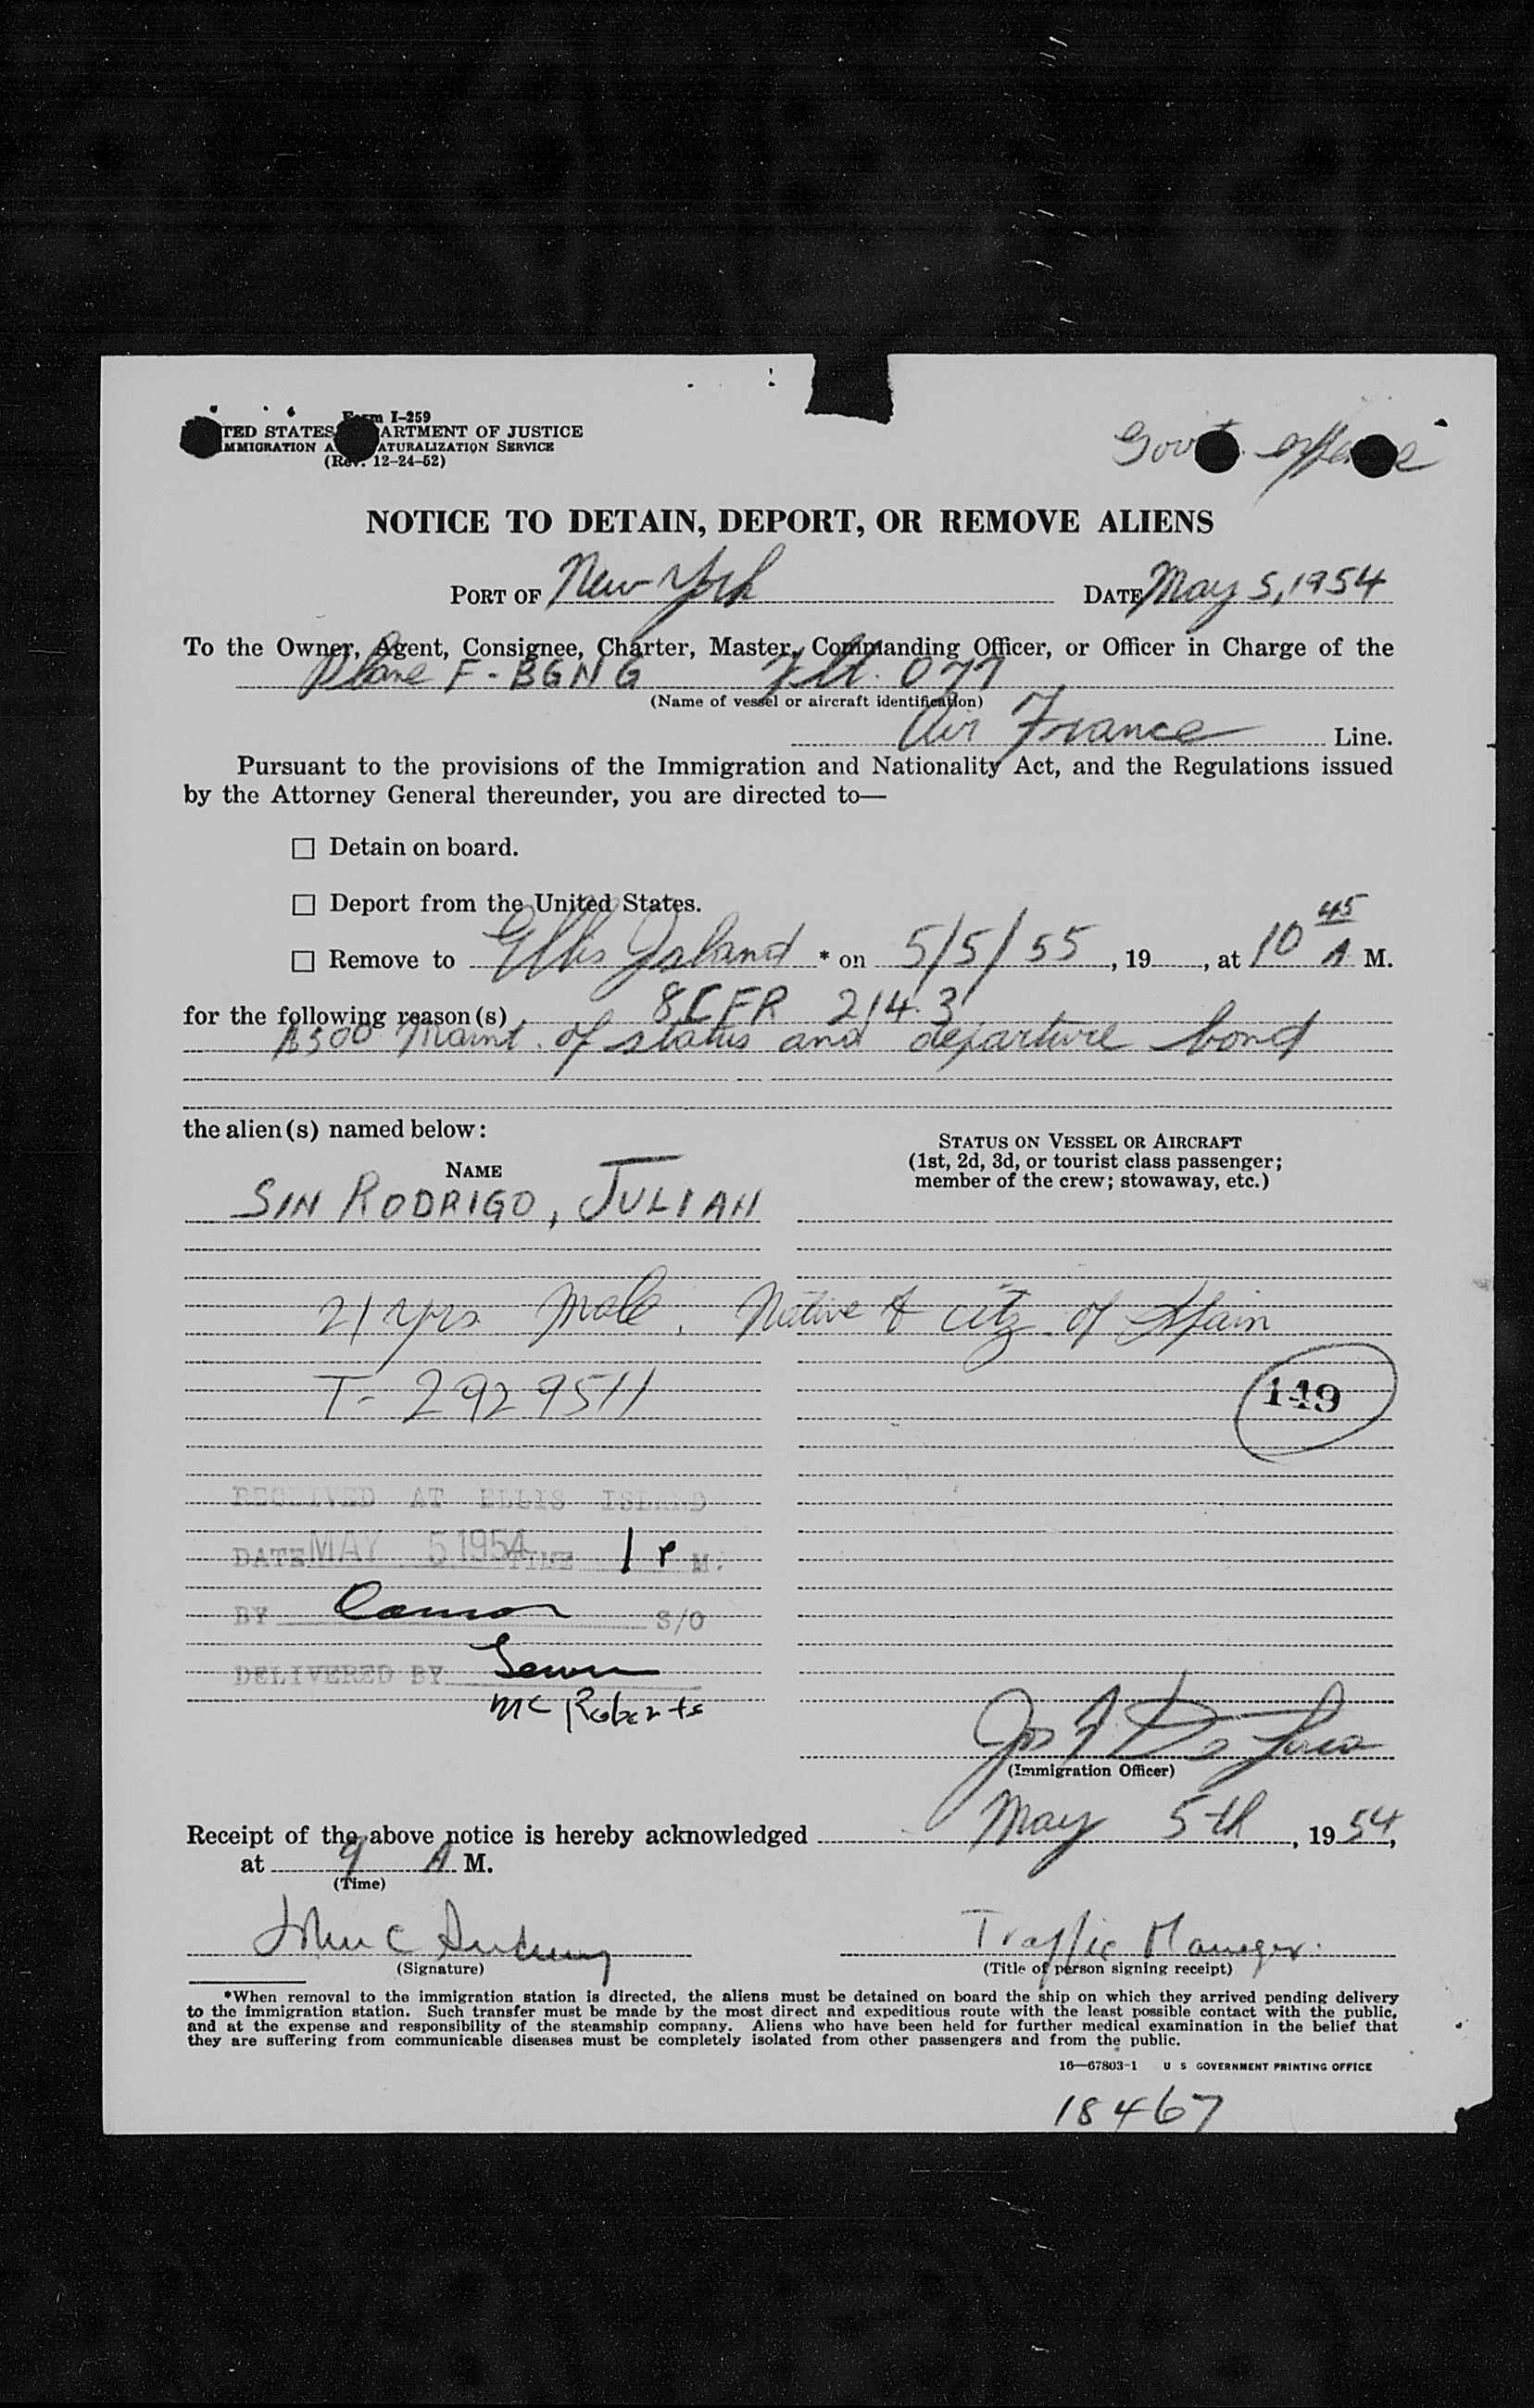 Form I-259
TED STATES ARTMENT OF JUSTICE
MMIGRATION A ATURALIZATION SERVICE
(Rev. 12-24-52)
Gov't.
NOTICE TO DETAIN, DEPORT, OR REMOVE ALIENS
PORT OF New York DATE May 5, 1954
To the Owner, Agent, Consignee, Charter, Master, Commanding Officer, or Officer in Charge of the
Plane F-BGNG Flt. 077
(Name of vessel or aircraft identification)
Air France Line.
Pursuant to the provisions of the Immigration and Nationality Act, and the Regulations issued
by the Attorney General thereunder, you are directed to—
☐ Detain on board.
☐ Deport from the United States.
☐ Remove to Ellis Island * on 5/5/55, 19, at 10 45 A M.
for the following reason(s) 8 CFR 214.3
$500 Maint. of status and departure bond
the alien(s) named below:
NAME
STATUS ON VESSEL OR AIRCRAFT
(1st, 2d, 3d, or tourist class passenger;
member of the crew; stowaway, etc.)
SIN RODRIGO, JULIAN
21 yrs Male. Native & citz. of Spain
T-2929511
149
RECEIVED AT ELLIS ISLAND
DATE MAY 5 1954 TIME 1 P M.
BY S/O
DELIVERED BY
McRoberts
Jos F De
(Immigration Officer)
Receipt of the above notice is hereby acknowledged May 5th, 1954,
at 9 A M.
(Time)
John C
Traffic Manager.
(Signature)
(Title of person signing receipt)
*When removal to the immigration station is directed, the aliens must be detained on board the ship on which they arrived pending delivery
to the immigration station. Such transfer must be made by the most direct and expeditious route with the least possible contact with the public,
and at the expense and responsibility of the steamship company. Aliens who have been held for further medical examination in the belief that
they are suffering from communicable diseases must be completely isolated from other passengers and from the public.
16—67803-1 U S GOVERNMENT PRINTING OFFICE
18467